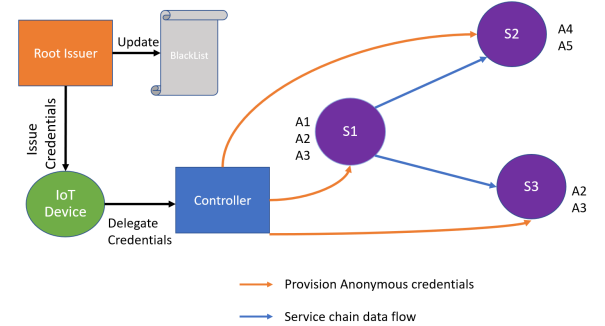 Root Issuer
Update
BlackList
Issue
Credentials
IoT
Device
Delegate
Credentials
Controller
S1
A1
A2
A3
S2
A4
A5
S3
A2
A3
Provision Anonymous credentials
Service chain data flow